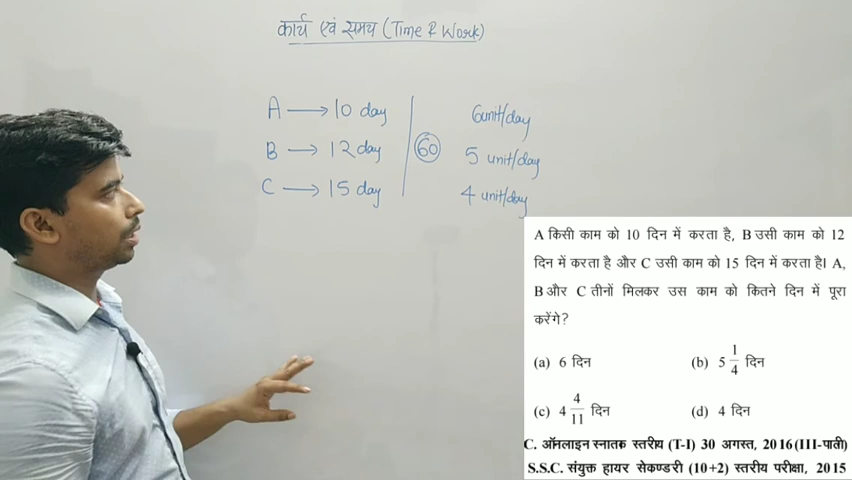 कार्य एवं समय (Time & Work)
A → 10 day
6unit/day
B → 12 day
60
5 unit/day
C → 15 day
4 unit/day
A किसी काम को 10 दिन में करता है, B उसी काम को 12
दिन में करता है और C उसी काम को 15 दिन में करता है। A,
B और C तीनों मिलकर उस काम को कितने दिन में पूरा
करेंगे?
(a) 6 दिन
(b) 5 1/4 दिन
(c) 4 4/11 दिन
(d) 4 दिन
C. ऑनलाइन स्नातक स्तरीय (T-I) 30 अगस्त, 2016 (III-पाली)
S.S.C. संयुक्त हायर सेकण्डरी (10+2) स्तरीय परीक्षा, 2015